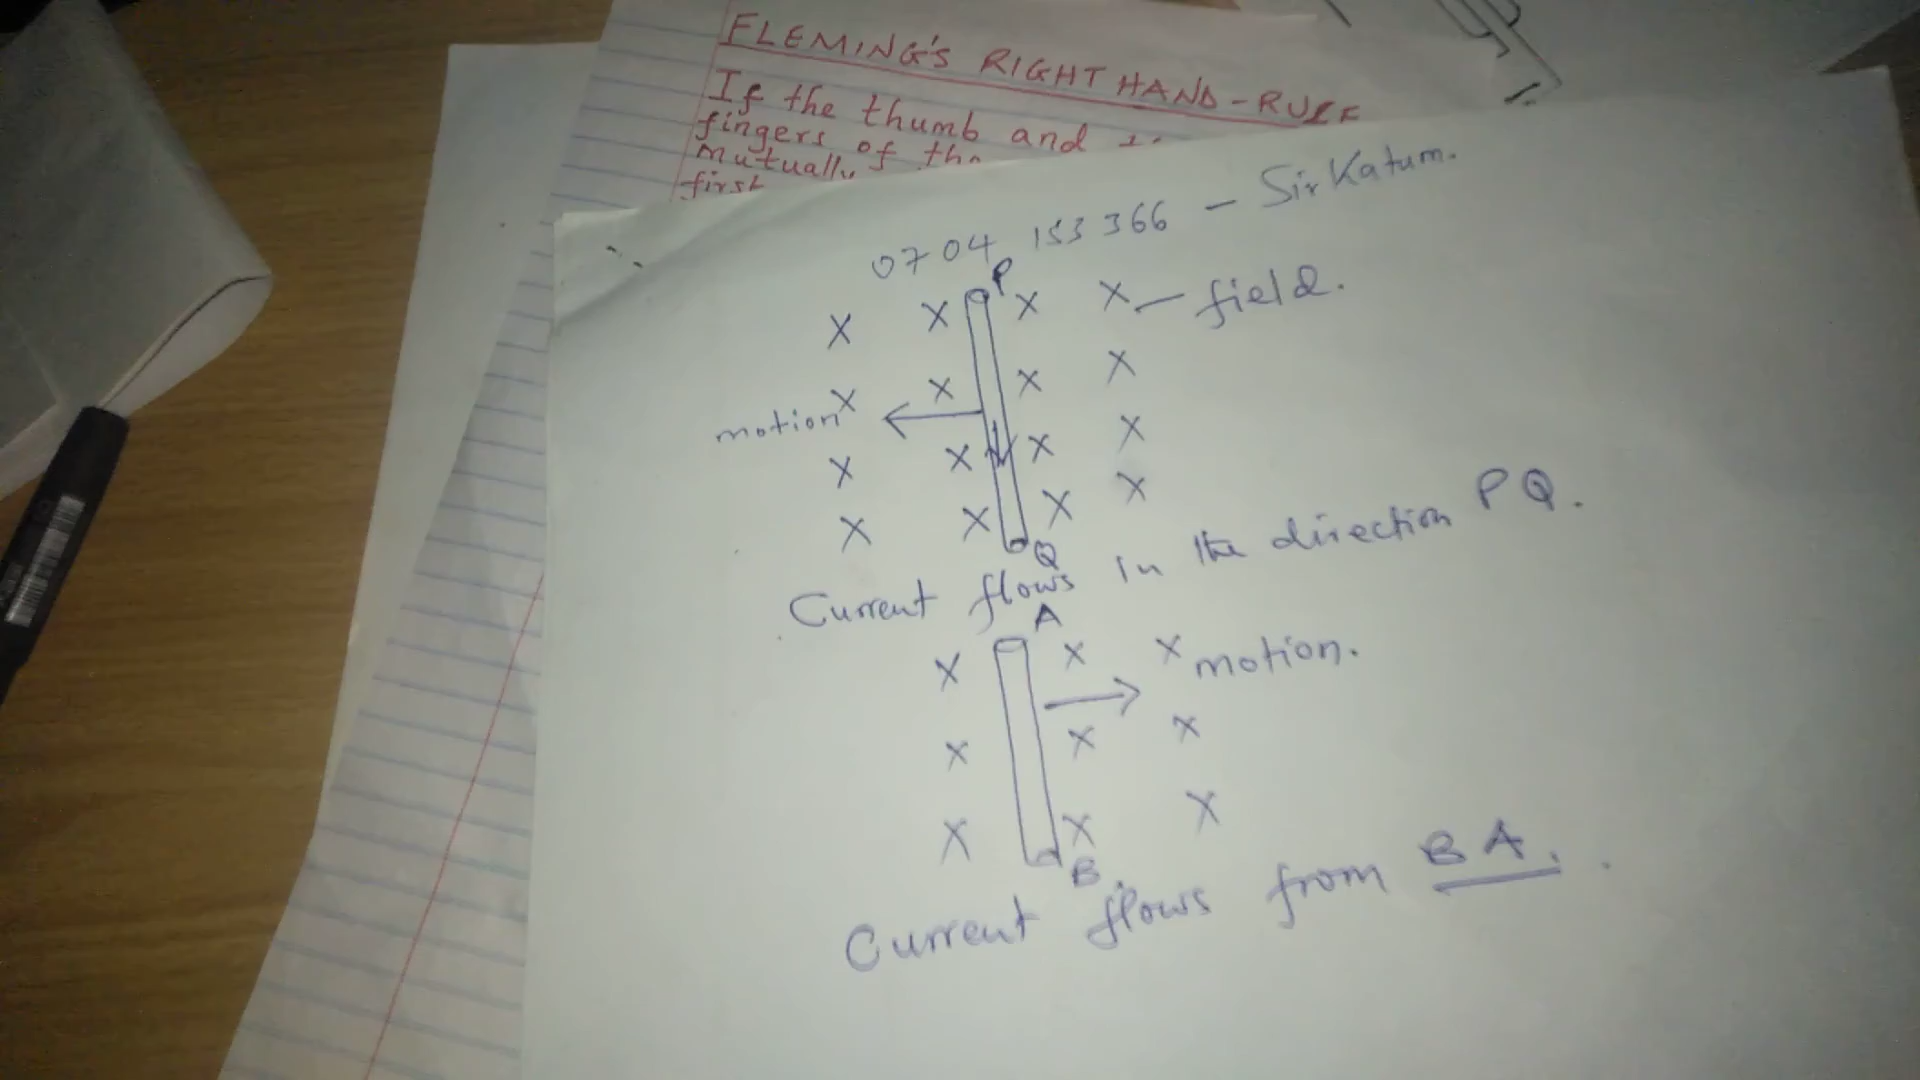 FLEMING'S RIGHT HAND-RULE
If the thumb and
fingers of the
mutually
first
0704 153 366 - Sir Katum.
P
X X X X - field.
X X X X
motion
X X X X
X X X X
Q
Current flows in the direction PQ.
A
X X X motion.
X X X
X X X
B
Current flows from BA.